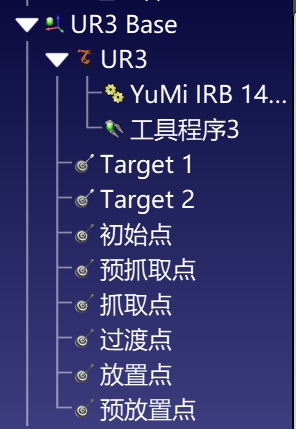 UR3 Base
UR3
YuMi IRB 14...
工具程序3
Target 1
Target 2
初始点
预抓取点
抓取点
过渡点
放置点
预放置点